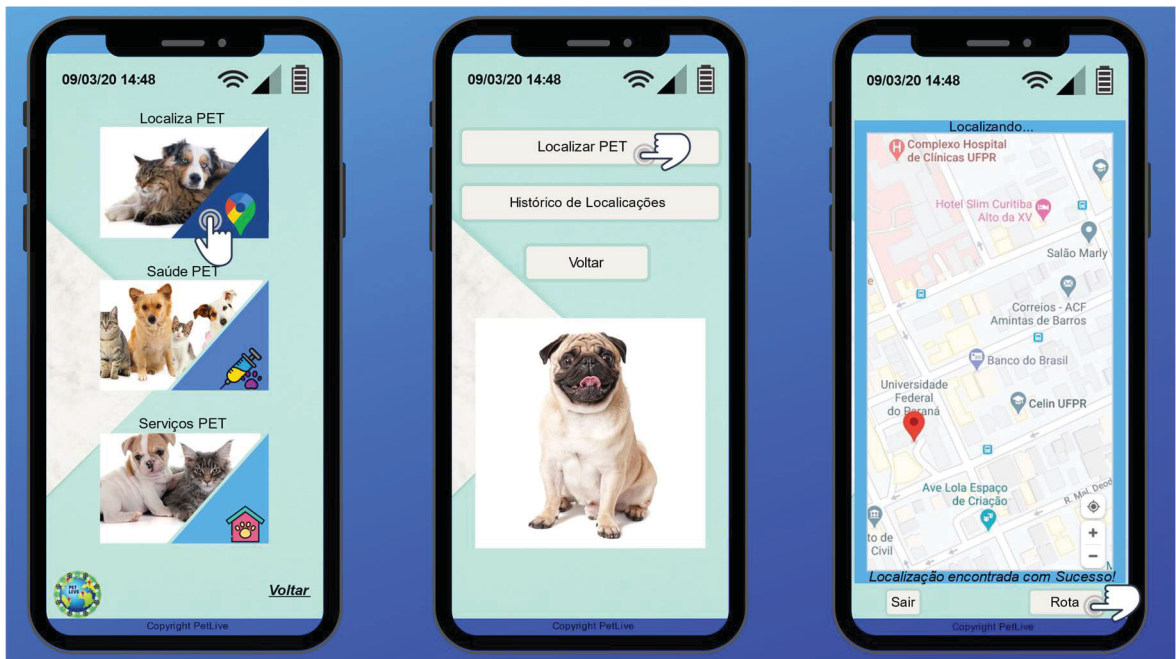 09/03/20 14:48
Localiza PET
Saúde PET
Serviços PET
PET
LIVE
Voltar
Copyright PetLive
09/03/20 14:48
Localizar PET
Histórico de Localicações
Voltar
Copyright PetLive
09/03/20 14:48
Localizando...
Complexo Hospital
de Clínicas UFPR
Hotel Slim Curitiba
Alto da XV
Salão Marly
e
Correios - ACF
Amintas de Barros
Banco do Brasil
Universidade
Federal
do Paraná
Celin UFPR
Ave Lola Espaço
de Criação
R. Mal. Deod
to de
Civil
+
−
M
Localização encontrada com Sucesso!
Sair
Rota
Copyright PetLive